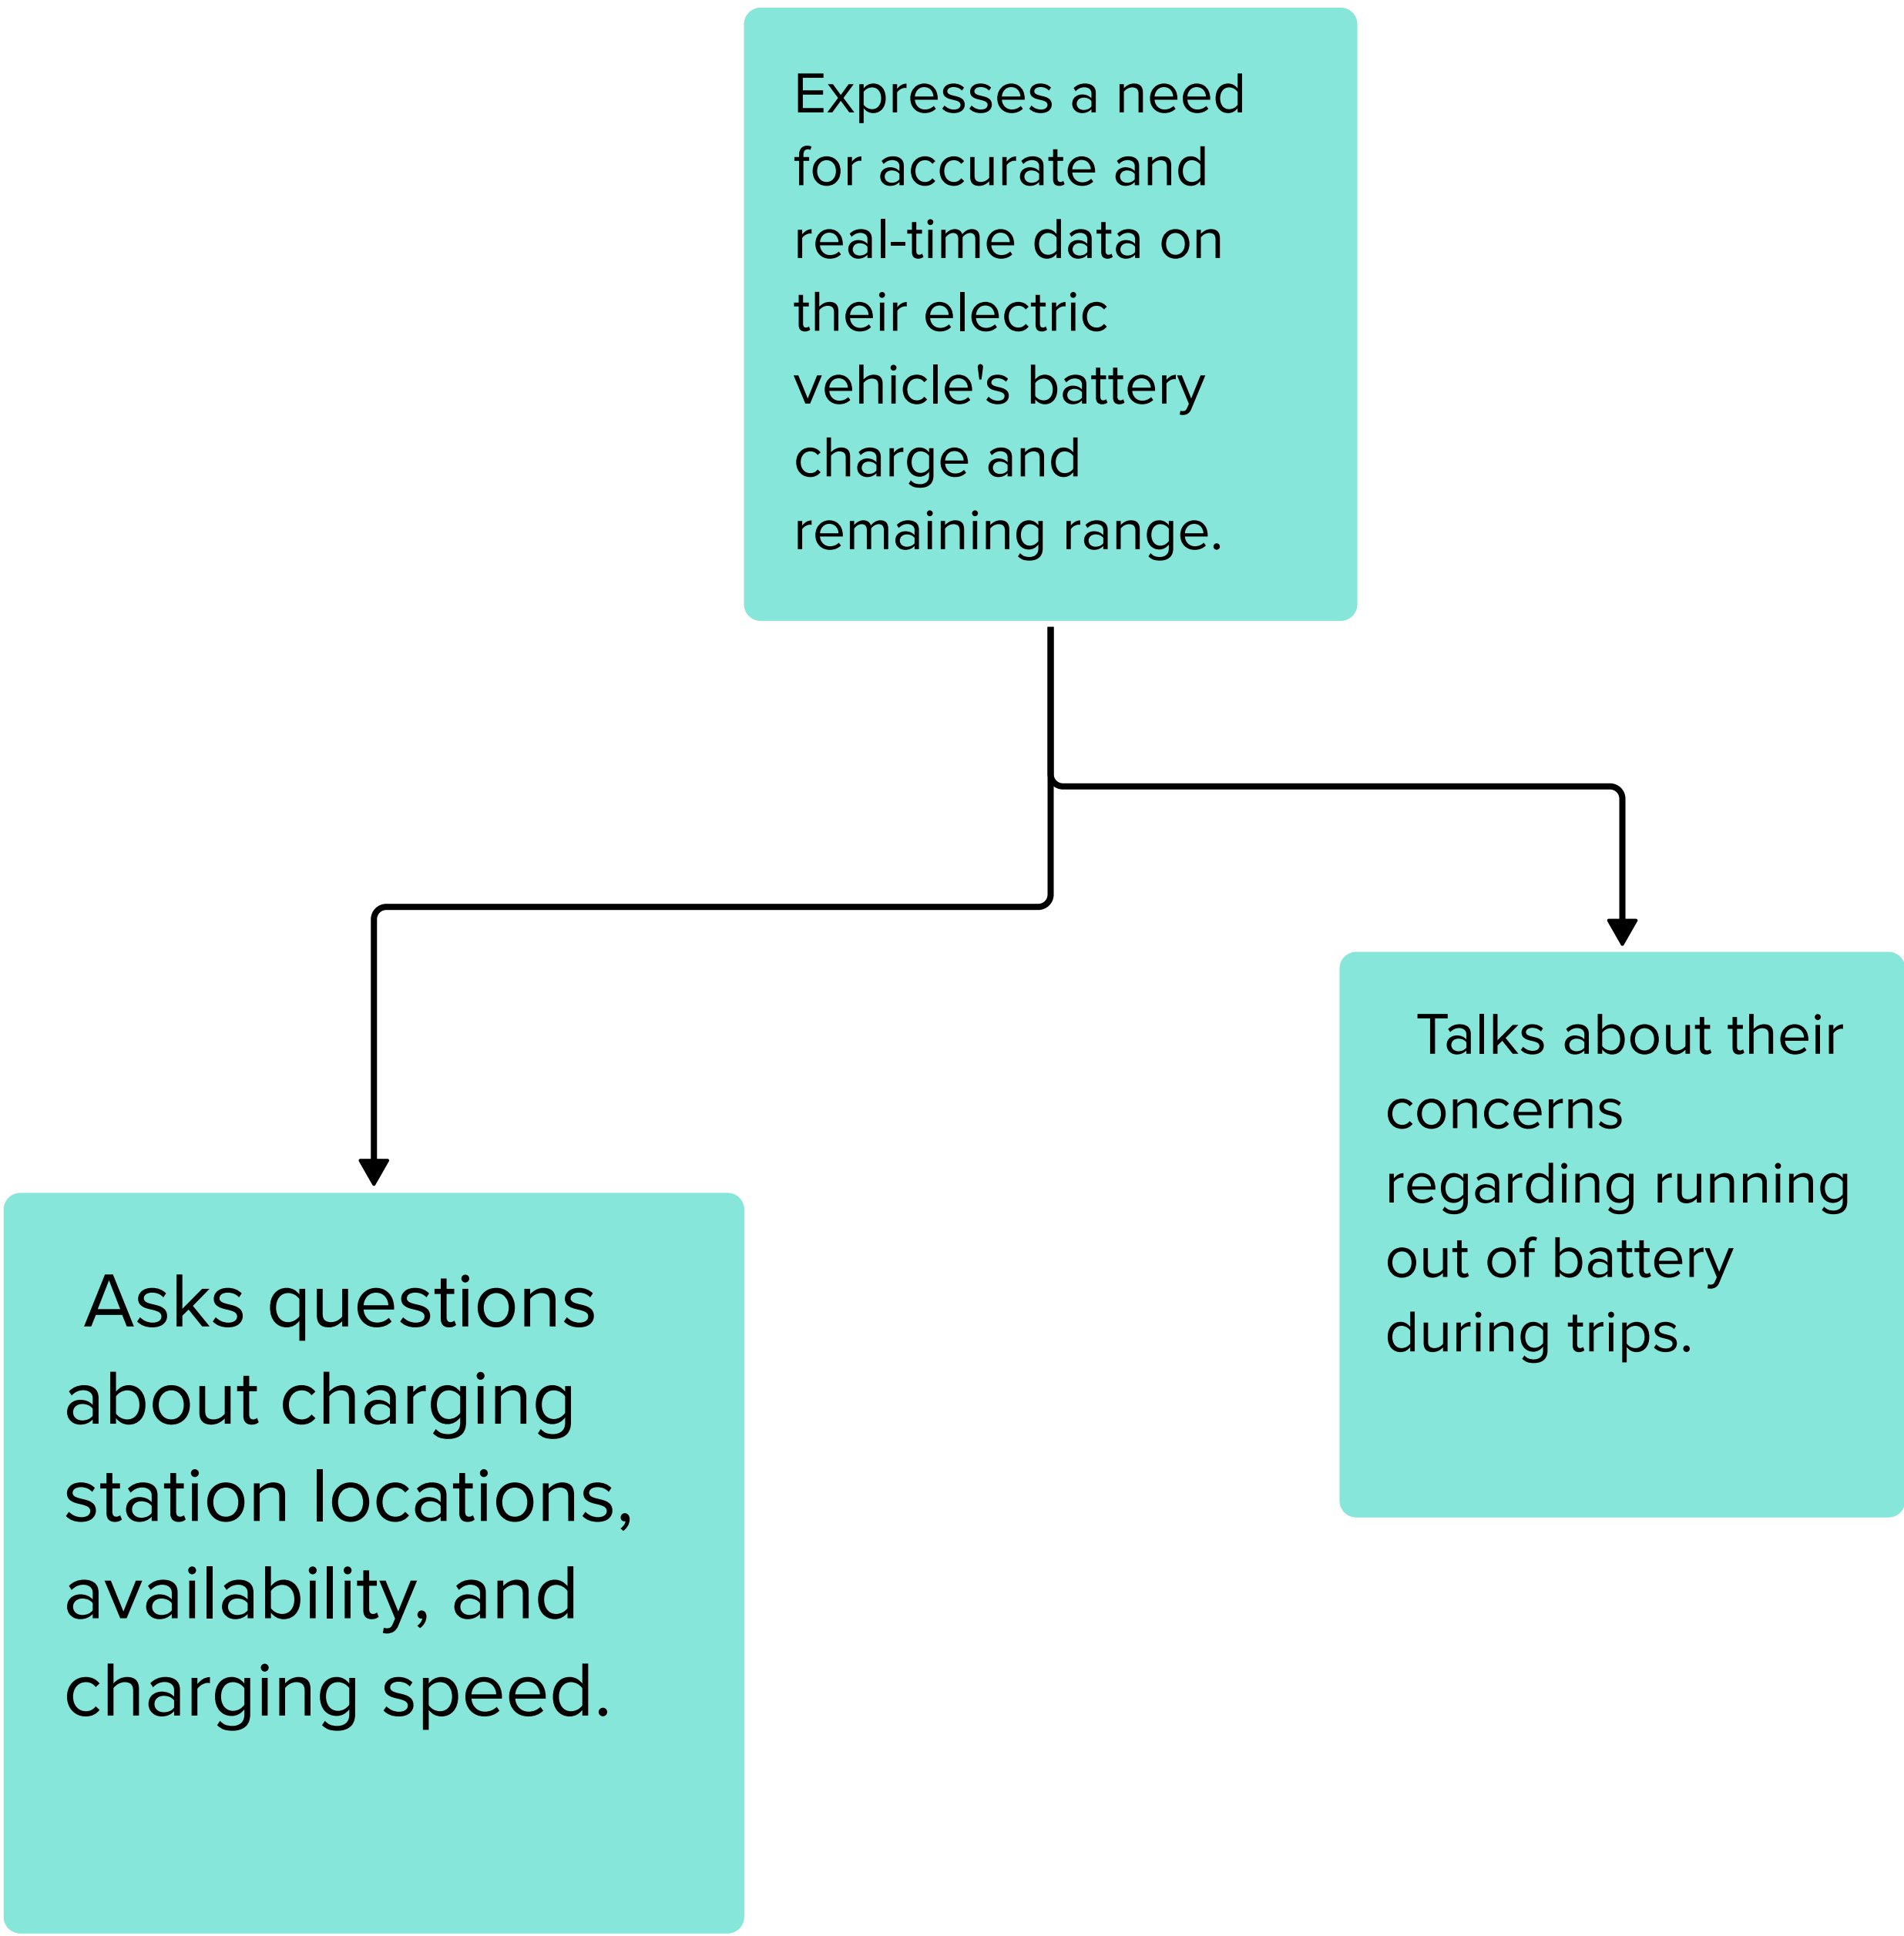 Expresses a need
for accurate and
real-time data on
their electric
vehicle's battery
charge and
remaining range.
Talks about their
concerns
regarding running
out of battery
during trips.
Asks questions
about charging
station locations,
availability, and
charging speed.